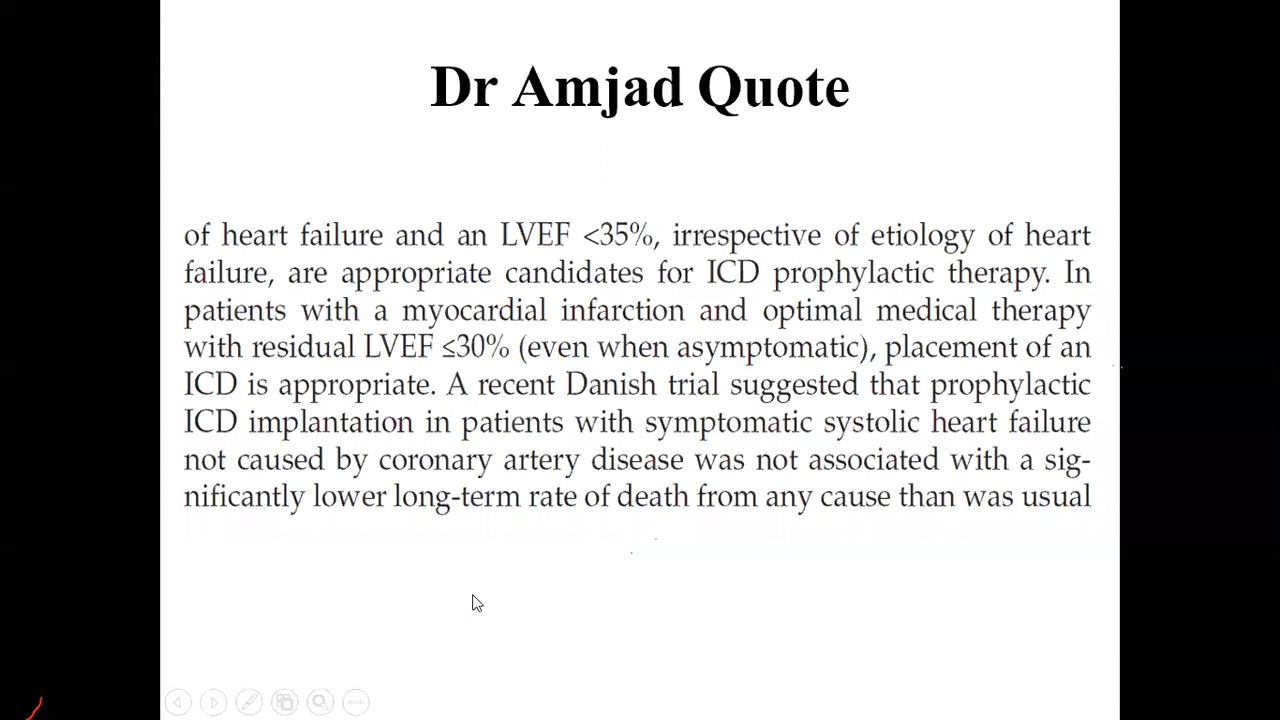 Dr Amjad Quote
of heart failure and an LVEF <35%, irrespective of etiology of heart
failure, are appropriate candidates for ICD prophylactic therapy. In
patients with a myocardial infarction and optimal medical therapy
with residual LVEF ≤30% (even when asymptomatic), placement of an
ICD is appropriate. A recent Danish trial suggested that prophylactic
ICD implantation in patients with symptomatic systolic heart failure
not caused by coronary artery disease was not associated with a sig-
nificantly lower long-term rate of death from any cause than was usual